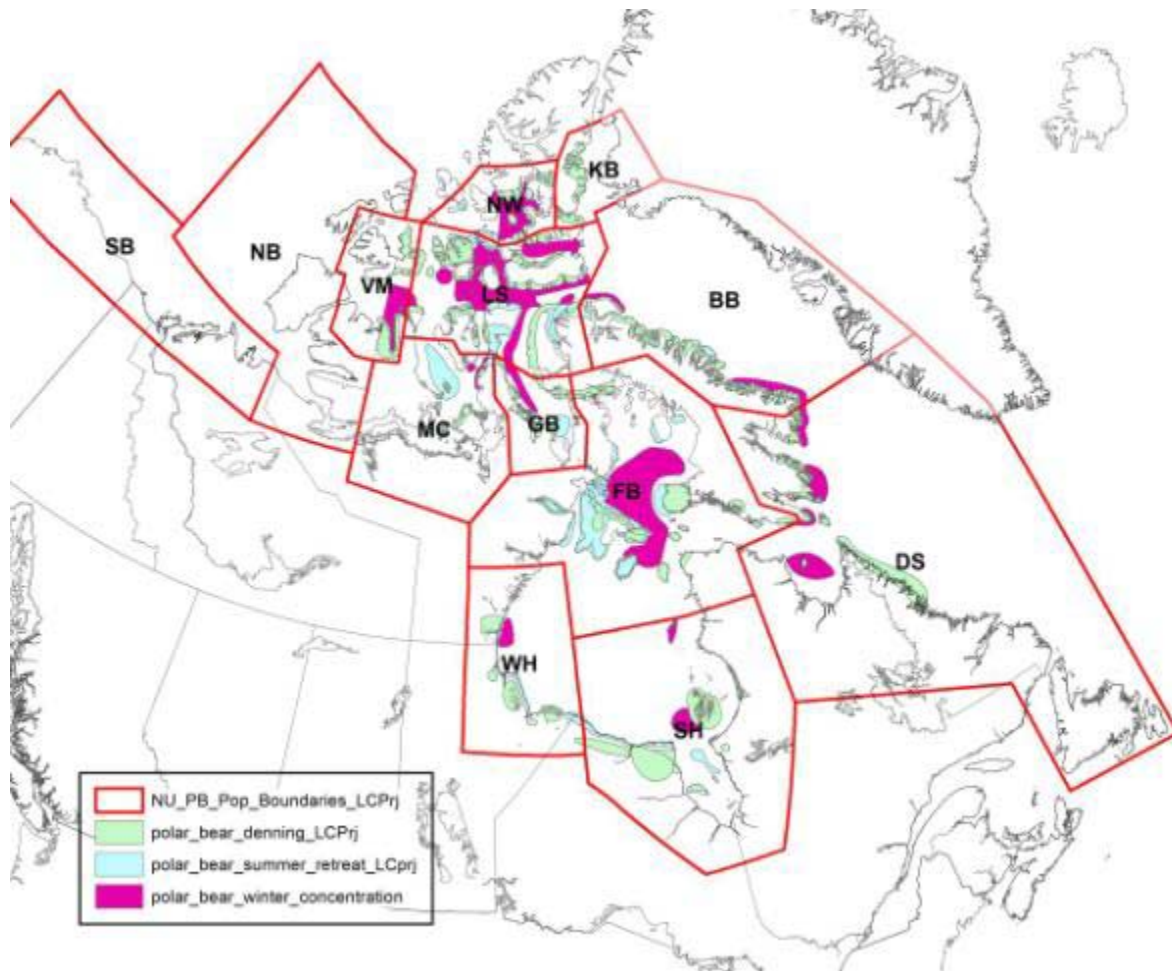 KB
NW
SB
NB
VM
LS
BB
MC
GB
FB
DS
WH
SH
NU_PB_Pop_Boundaries_LCPrj
polar_bear_denning_LCPrj
polar_bear_summer_retreat_LCprj
polar_bear_winter_concentration